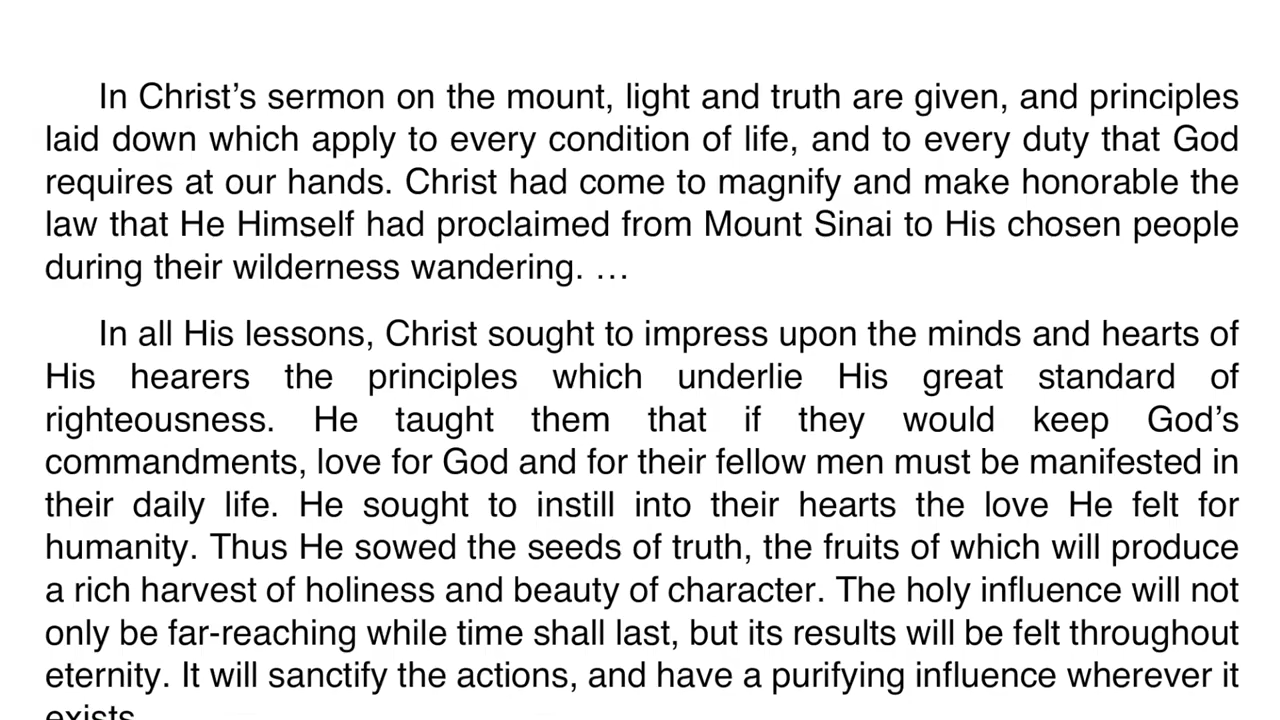 In Christ’s sermon on the mount, light and truth are given, and principles
laid down which apply to every condition of life, and to every duty that God
requires at our hands. Christ had come to magnify and make honorable the
law that He Himself had proclaimed from Mount Sinai to His chosen people
during their wilderness wandering. …
In all His lessons, Christ sought to impress upon the minds and hearts of
His hearers the principles which underlie His great standard of
righteousness. He taught them that if they would keep God’s
commandments, love for God and for their fellow men must be manifested in
their daily life. He sought to instill into their hearts the love He felt for
humanity. Thus He sowed the seeds of truth, the fruits of which will produce
a rich harvest of holiness and beauty of character. The holy influence will not
only be far-reaching while time shall last, but its results will be felt throughout
eternity. It will sanctify the actions, and have a purifying influence wherever it
exists.